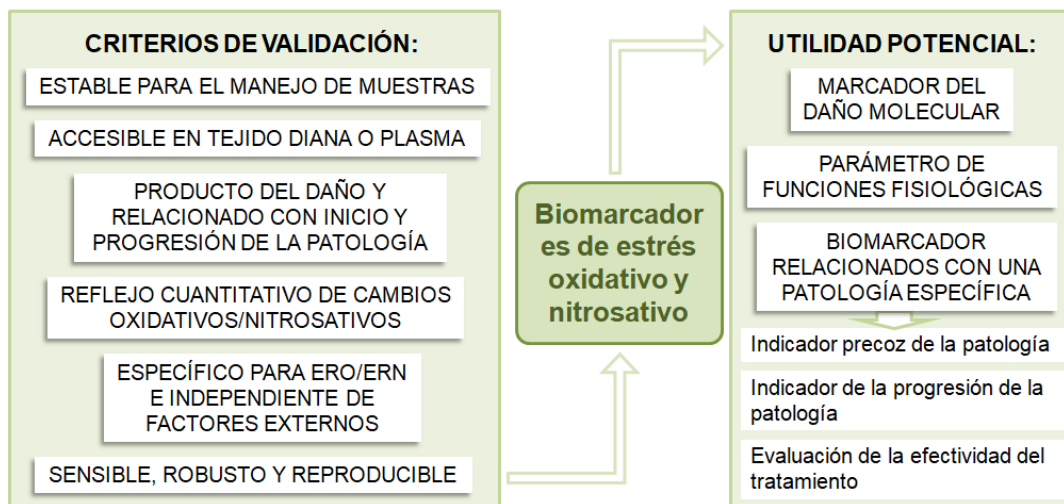 CRITERIOS DE VALIDACIÓN:
ESTABLE PARA EL MANEJO DE MUESTRAS
ACCESIBLE EN TEJIDO DIANA O PLASMA
PRODUCTO DEL DAÑO Y
RELACIONADO CON INICIO Y
PROGRESIÓN DE LA PATOLOGÍA
REFLEJO CUANTITATIVO DE CAMBIOS
OXIDATIVOS/NITROSATIVOS
ESPECÍFICO PARA ERO/ERN
E INDEPENDIENTE DE
FACTORES EXTERNOS
SENSIBLE, ROBUSTO Y REPRODUCIBLE
Biomarcador
es de estrés
oxidativo y
nitrosativo
UTILIDAD POTENCIAL:
MARCADOR DEL
DAÑO MOLECULAR
PARÁMETRO DE
FUNCIONES FISIOLÓGICAS
BIOMARCADOR
RELACIONADOS CON UNA
PATOLOGÍA ESPECÍFICA
Indicador precoz de la patología
Indicador de la progresión de la
patología
Evaluación de la efectividad del
tratamiento